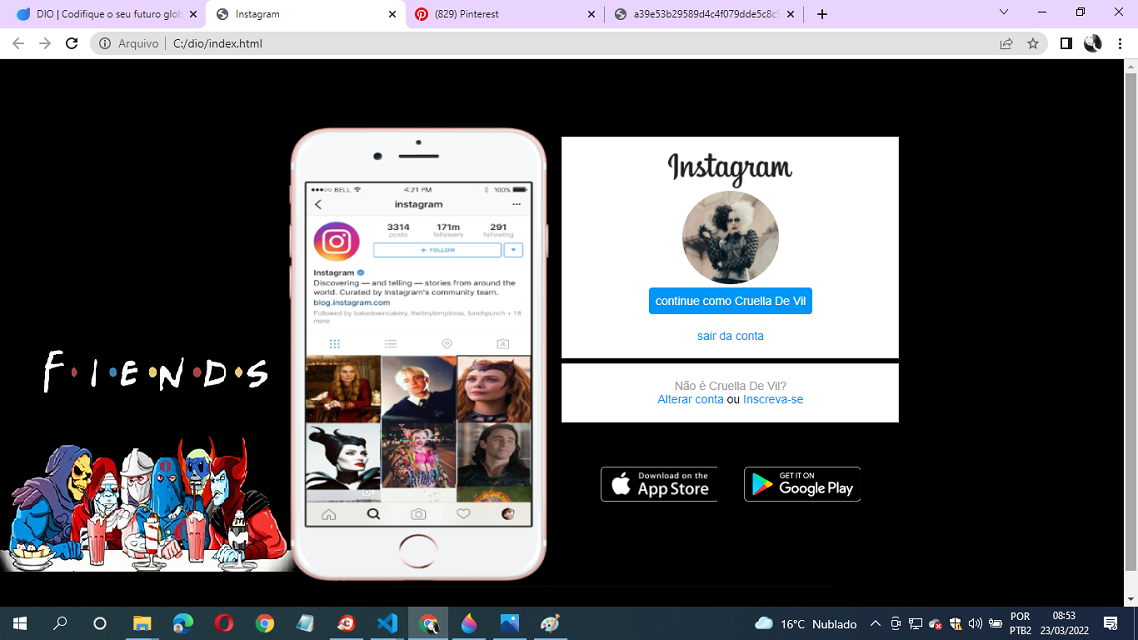 DIO | Codifique o seu futuro glob
Instagram
(829) Pinterest
a39e53b29589d4c4f079dde5c8c9
Arquivo
C:/dio/index.html
F•I•E•N•D•S
BELL
4:21 PM
100%
instagram
3314
171m
291
posts
followers
following
+ FOLLOW
Instagram
Discovering — and telling — stories from around the
world. Curated by Instagram's community team.
blog.instagram.com
Followed by bakedowncakery, thetinytemptress, lunchpunch + 18
more
Instagram
continue como Cruella De Vil
sair da conta
Não é Cruella De Vil?
Alterar conta ou Inscreva-se
Download on the
App Store
GET IT ON
Google Play
16°C Nublado
POR
PTB2
08:53
23/03/2022